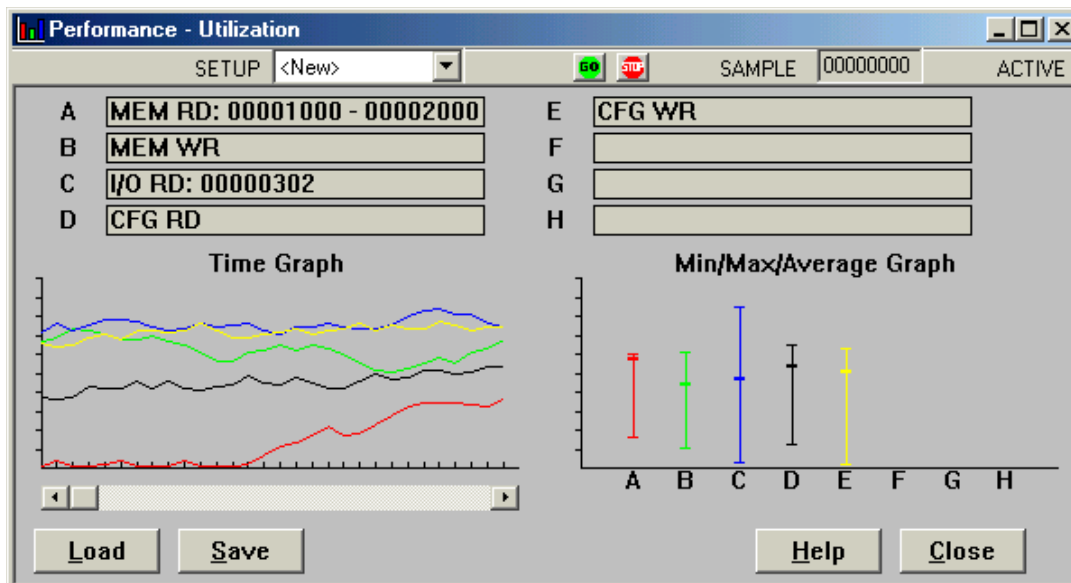 Performance - Utilization
SETUP <New> GO STOP SAMPLE 00000000 ACTIVE
A MEM RD: 00001000 - 00002000
B MEM WR
C I/O RD: 00000302
D CFG RD
E CFG WR
F
G
H
Time Graph
Min/Max/Average Graph
A B C D E F G H
Load Save Help Close